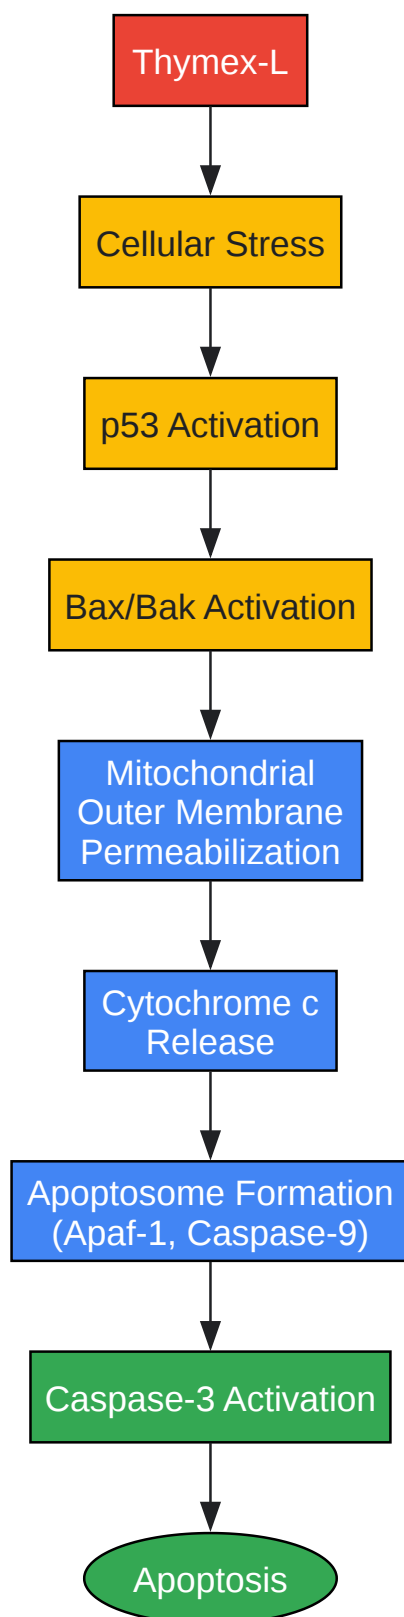 Thymex-L
Cellular Stress
p53 Activation
Bax/Bak Activation
Mitochondrial
Outer Membrane
Permeabilization
Cytochrome c
Release
Apoptosome Formation
(Apaf-1, Caspase-9)
Caspase-3 Activation
Apoptosis